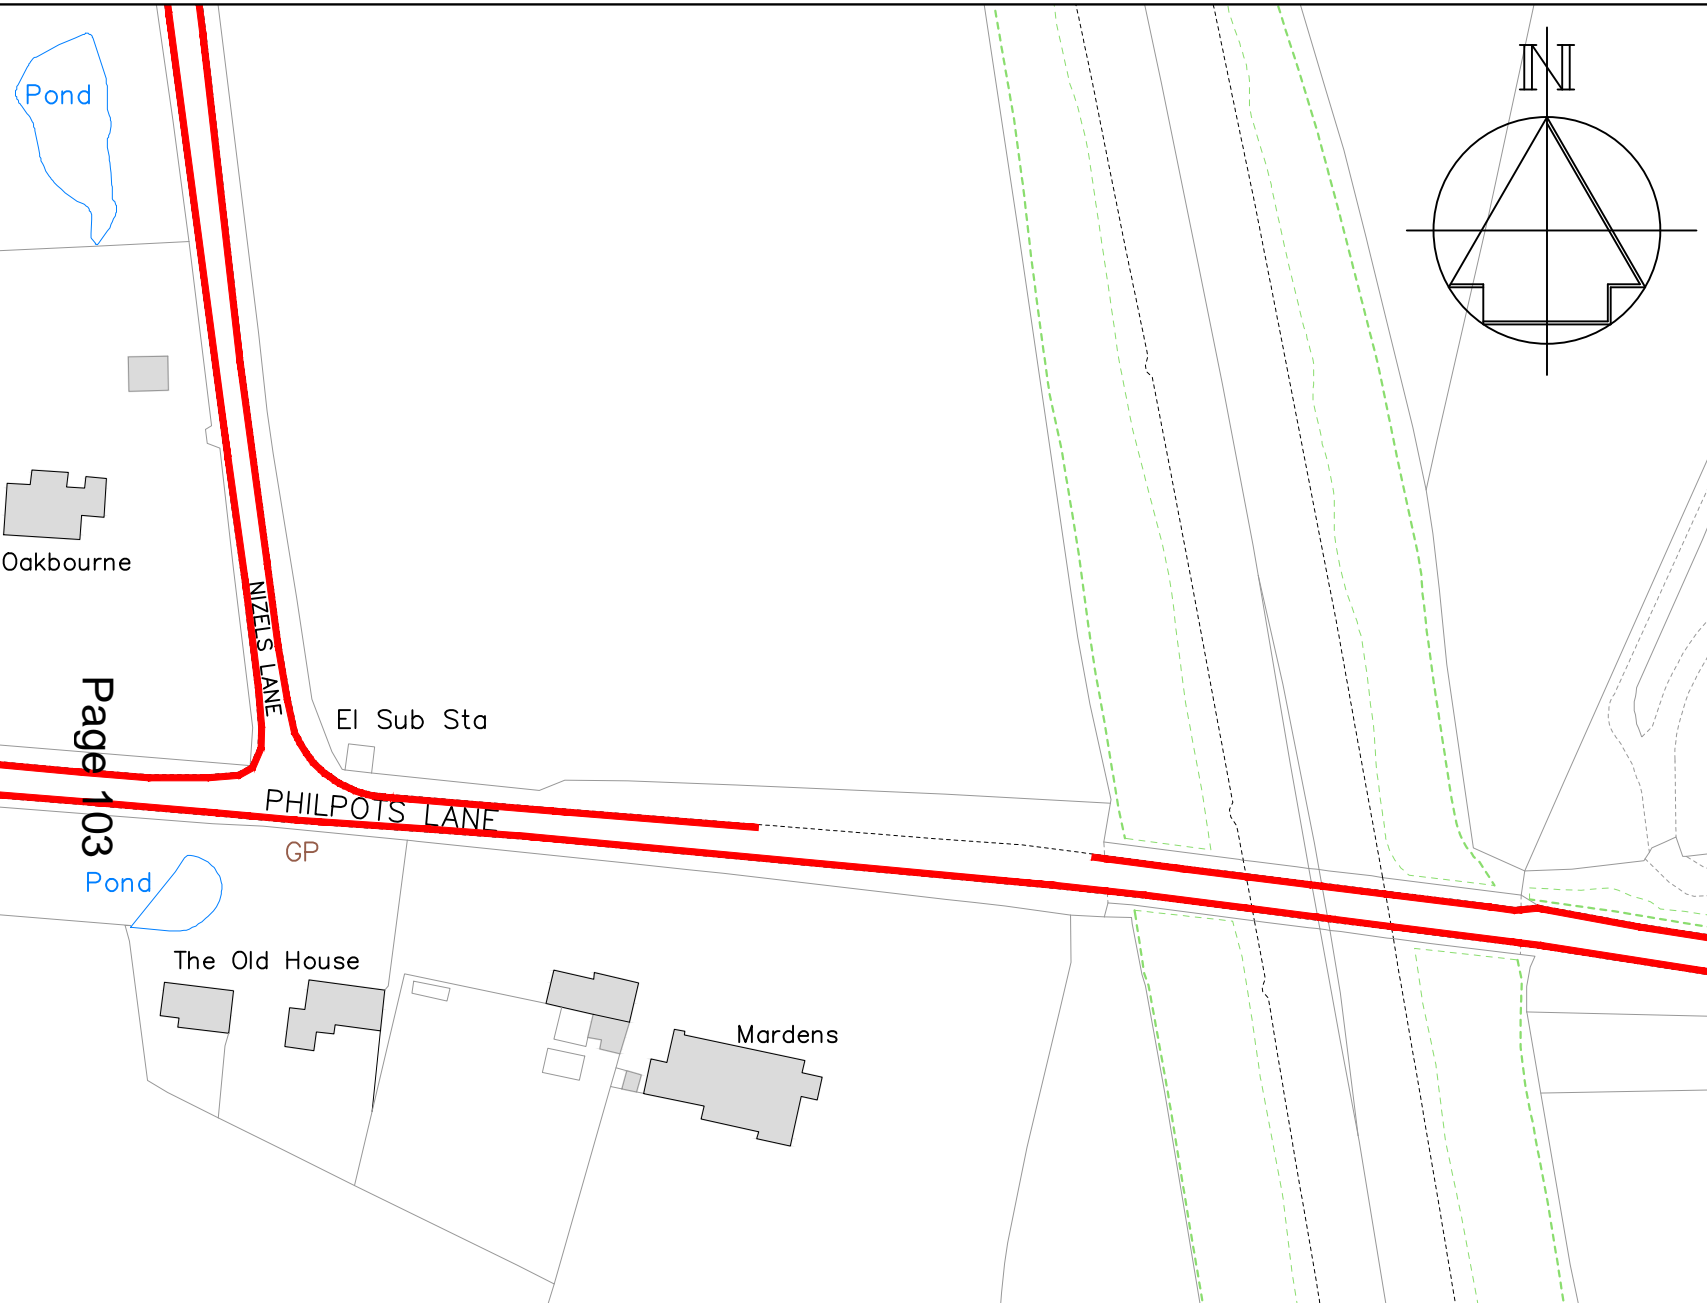 Pond
N
Oakbourne
NIZELS LANE
El Sub Sta
Page 103
PHILPOTS LANE
GP
Pond
The Old House
Mardens